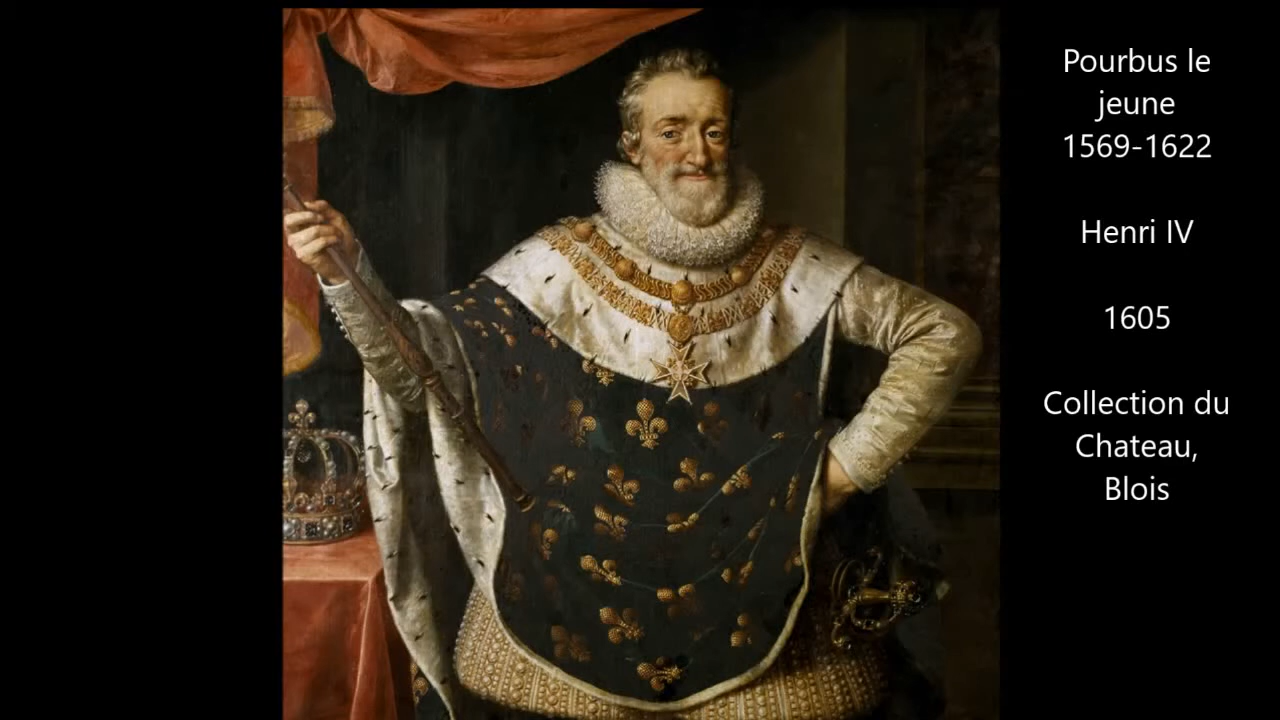 Pourbus le
jeune
1569-1622
Henri IV
1605
Collection du
Chateau,
Blois